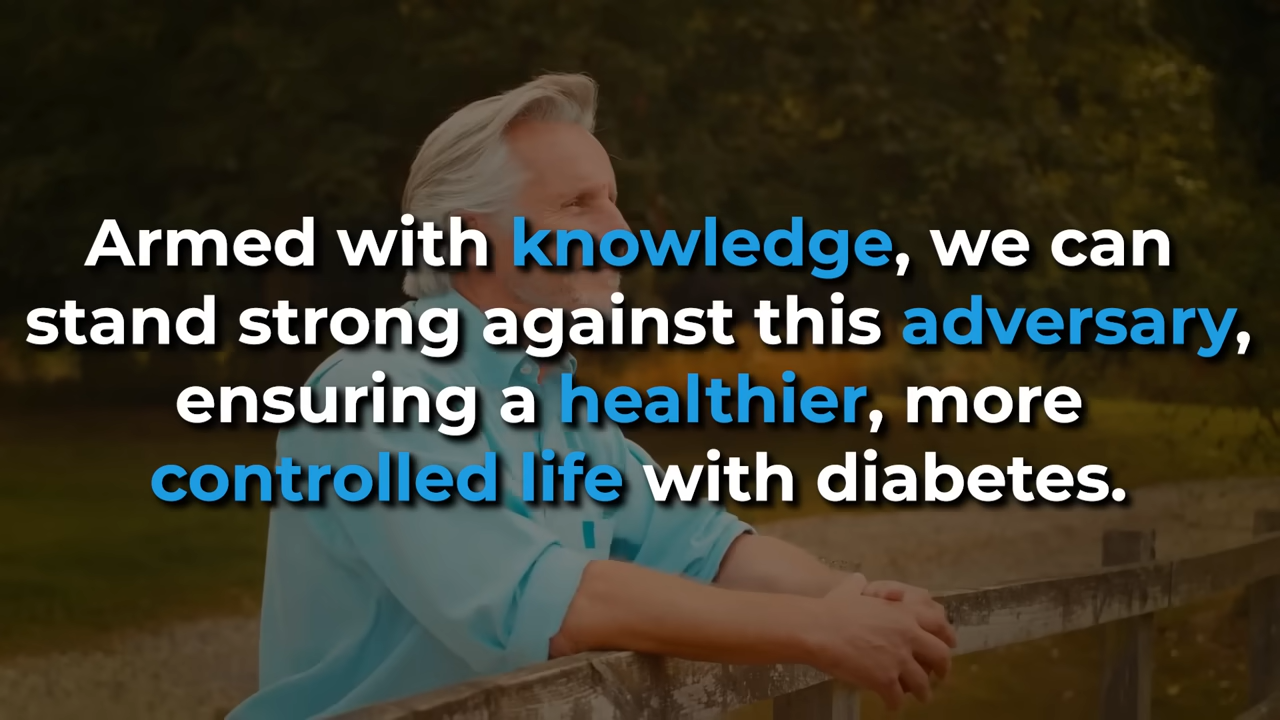 Armed with knowledge, we can
stand strong against this adversary,
ensuring a healthier, more
controlled life with diabetes.